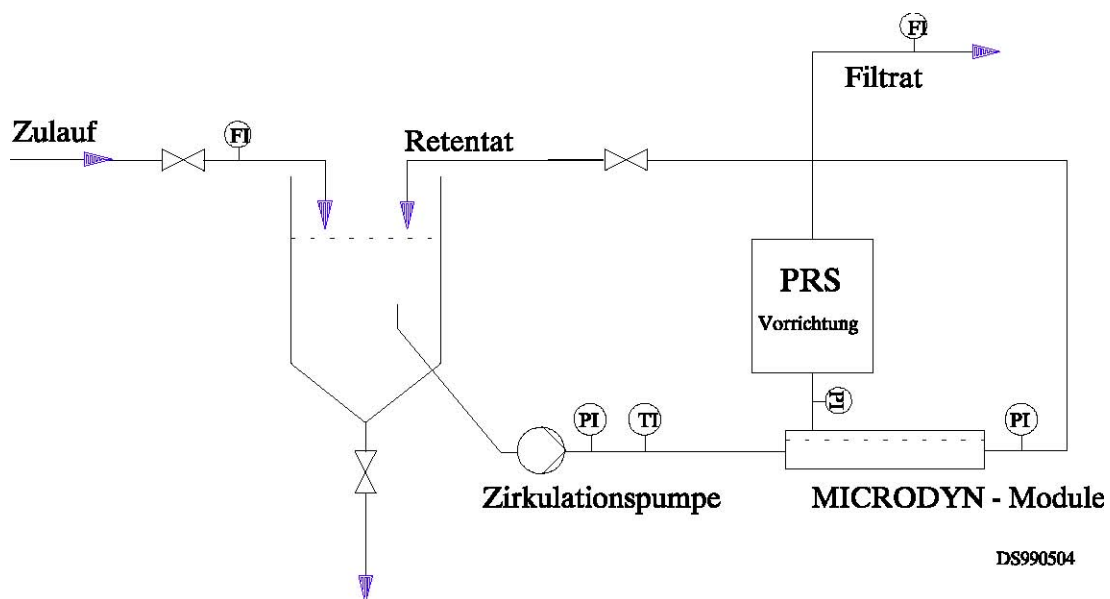 FI
Filtrat
Zulauf
FI
Retentat
PRS
Vorrichtung
PI
PI
TI
PI
Zirkulationspumpe
MICRODYN - Module
DS990504